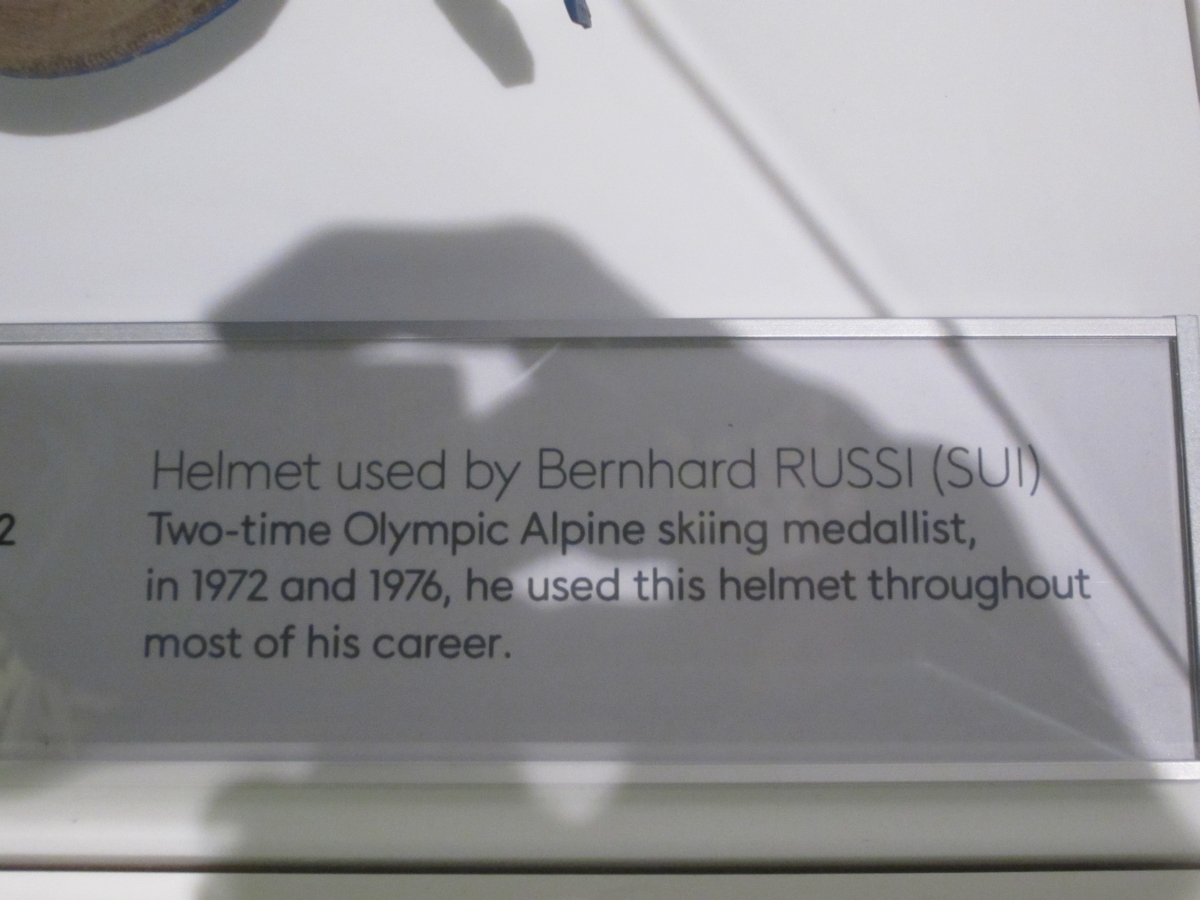 Helmet used by Bernhard RUSSI (SUI)
2
Two-time Olympic Alpine skiing medallist,
in 1972 and 1976, he used this helmet throughout
most of his career.